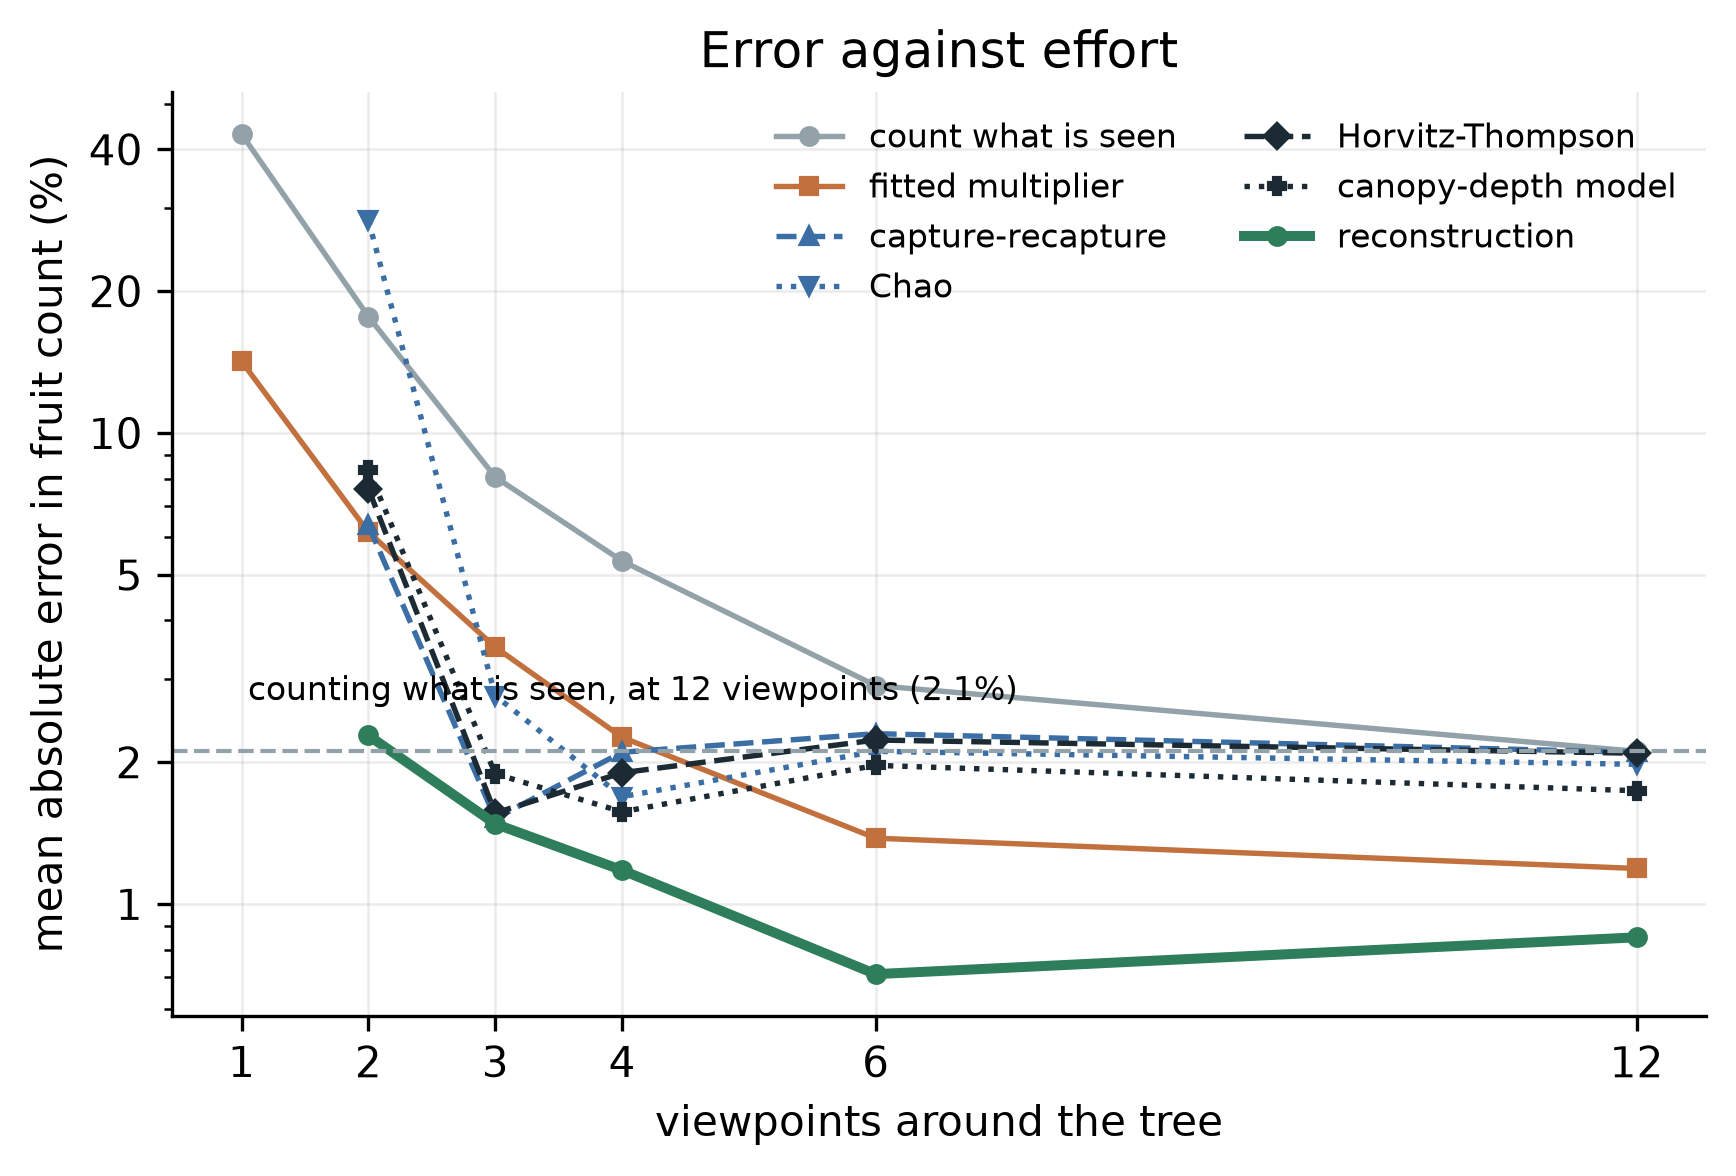 Error against effort
count what is seen
fitted multiplier
capture-recapture
Chao
Horvitz-Thompson
canopy-depth model
reconstruction
mean absolute error in fruit count (%)
40
20
10
5
2
1
counting what is seen, at 12 viewpoints (2.1%)
1 2 3 4 6 12
viewpoints around the tree